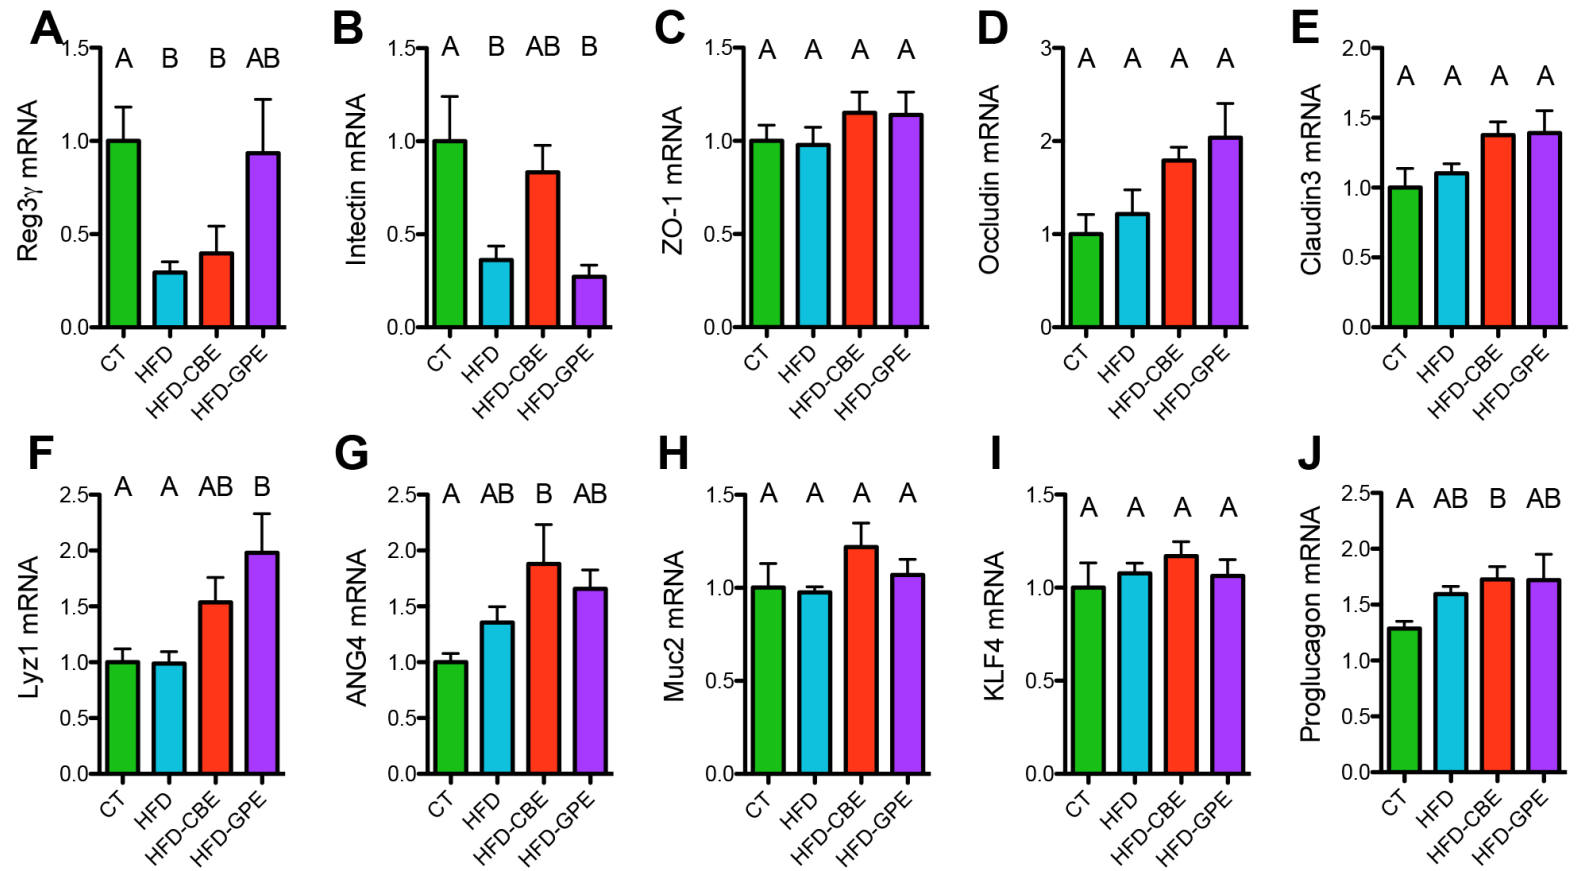 A
Reg3γ mRNA
1.5
1.0
0.5
0.0
A B B AB
CT
HFD
HFD-CBE
HFD-GPE
B
Intectin mRNA
1.5
1.0
0.5
0.0
A B AB B
CT
HFD
HFD-CBE
HFD-GPE
C
ZO-1 mRNA
1.5
1.0
0.5
0.0
A A A A
CT
HFD
HFD-CBE
HFD-GPE
D
Occludin mRNA
3
2
1
0
A A A A
CT
HFD
HFD-CBE
HFD-GPE
E
Claudin3 mRNA
2.0
1.5
1.0
0.5
0.0
A A A A
CT
HFD
HFD-CBE
HFD-GPE
F
Lyz1 mRNA
2.5
2.0
1.5
1.0
0.5
0.0
A A AB B
CT
HFD
HFD-CBE
HFD-GPE
G
ANG4 mRNA
2.5
2.0
1.5
1.0
0.5
0.0
A AB B AB
CT
HFD
HFD-CBE
HFD-GPE
H
Muc2 mRNA
1.5
1.0
0.5
0.0
A A A A
CT
HFD
HFD-CBE
HFD-GPE
I
KLF4 mRNA
1.5
1.0
0.5
0.0
A A A A
CT
HFD
HFD-CBE
HFD-GPE
J
Proglucagon mRNA
2.5
2.0
1.5
1.0
0.5
0.0
A AB B AB
CT
HFD
HFD-CBE
HFD-GPE